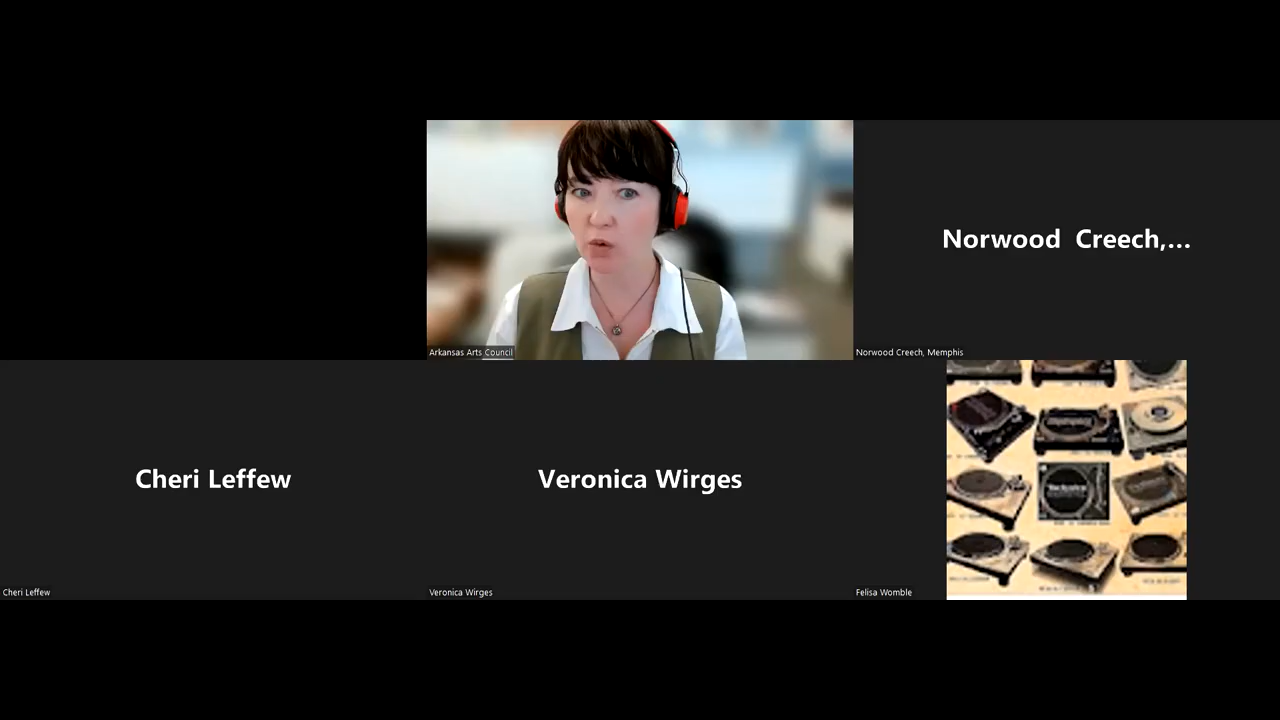 Norwood Creech,...
Arkansas Arts Council
Norwood Creech, Memphis
Cheri Leffew
Veronica Wirges
Cheri Leffew
Veronica Wirges
Felisa Womble